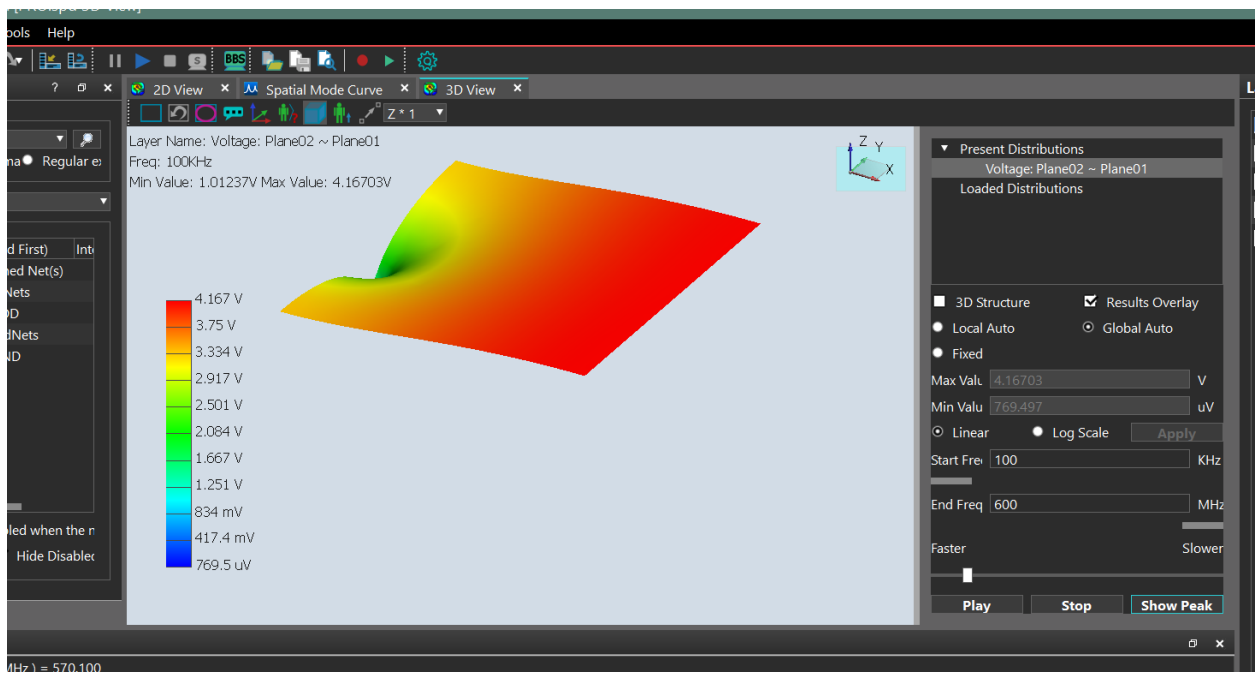 ools Help
BBS
2D View × Spatial Mode Curve × 3D View ×
? ×
Z * 1
Layer Name: Voltage: Plane02 ~ Plane01
Freq: 100KHz
Min Value: 1.01237V Max Value: 4.16703V
Z Y
X
4.167 V
3.75 V
3.334 V
2.917 V
2.501 V
2.084 V
1.667 V
1.251 V
834 mV
417.4 mV
769.5 uV
Regular ex
d First) Int
ned Net(s)
Nets
DD
dNets
ND
led when the n
Hide Disabled
Present Distributions
Voltage: Plane02 ~ Plane01
Loaded Distributions
3D Structure Results Overlay
Local Auto Global Auto
Fixed
Max Valu 4.16703 V
Min Valu 769.497 uV
Linear Log Scale Apply
Start Fre 100 KHz
End Freq 600 MHz
Faster Slower
Play Stop Show Peak
MHz ) = 570.100